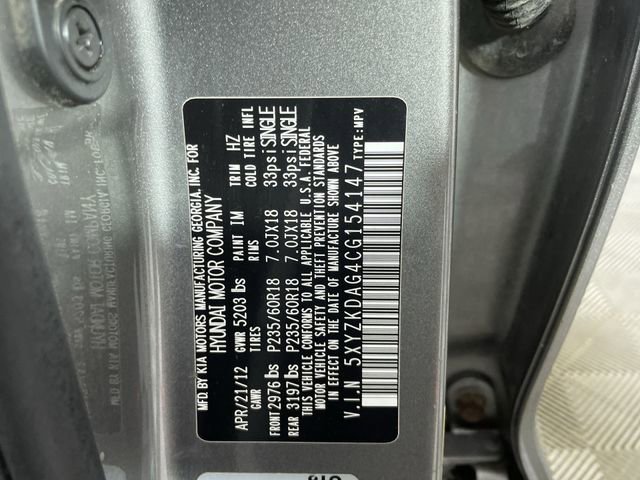 MFD. BY KIA MOTORS MANUFACTURING GEORGIA, INC. FOR
HYUNDAI MOTOR COMPANY
APR/21/12 PAINT IM TRIM HZ
GVWR 5203 lbs
GAWR RIMS COLD TIRE INFL
FRONT 2976 lbs P235/60R18 7.0JX18 33psi SINGLE
REAR 3197 lbs P235/60R18 7.0JX18 33psi SINGLE
THIS VEHICLE CONFORMS TO ALL APPLICABLE U.S.A. FEDERAL
MOTOR VEHICLE SAFETY, BUMPER, AND THEFT PREVENTION STANDARDS
IN EFFECT ON THE DATE OF MANUFACTURE SHOWN ABOVE.
V.I.N 5XYZKDAG4CG154147
TYPE:MPV